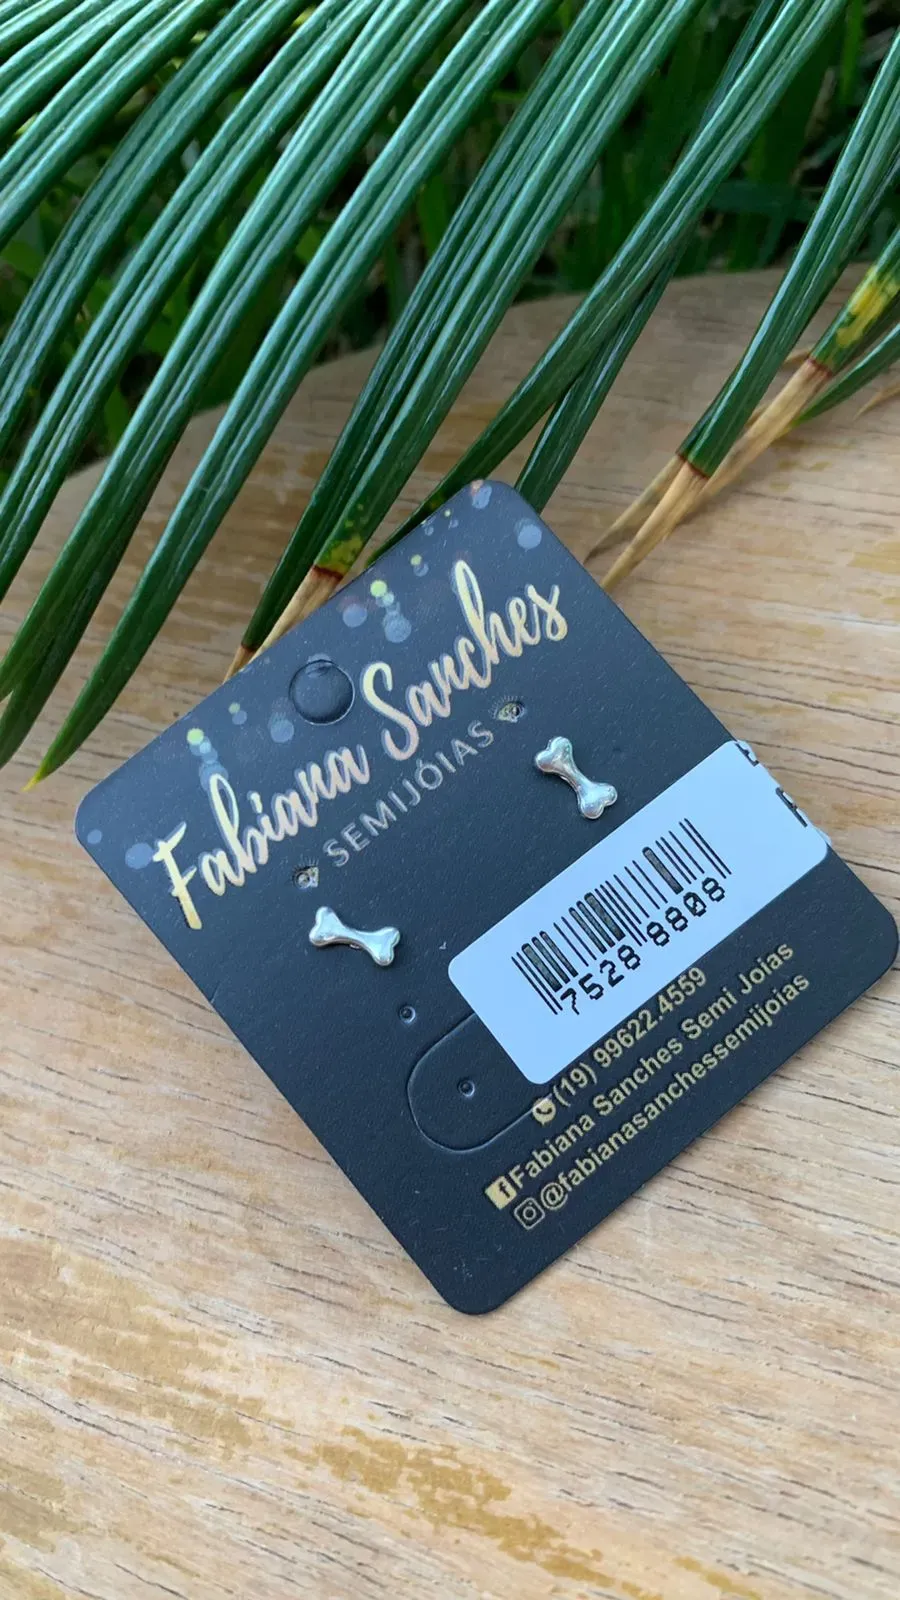 Fabiana Sanches
SEMIJÓIAS
7528 8808
(19) 99622.4559
Fabiana Sanches Semi Joias
@fabianasanchessemijoias